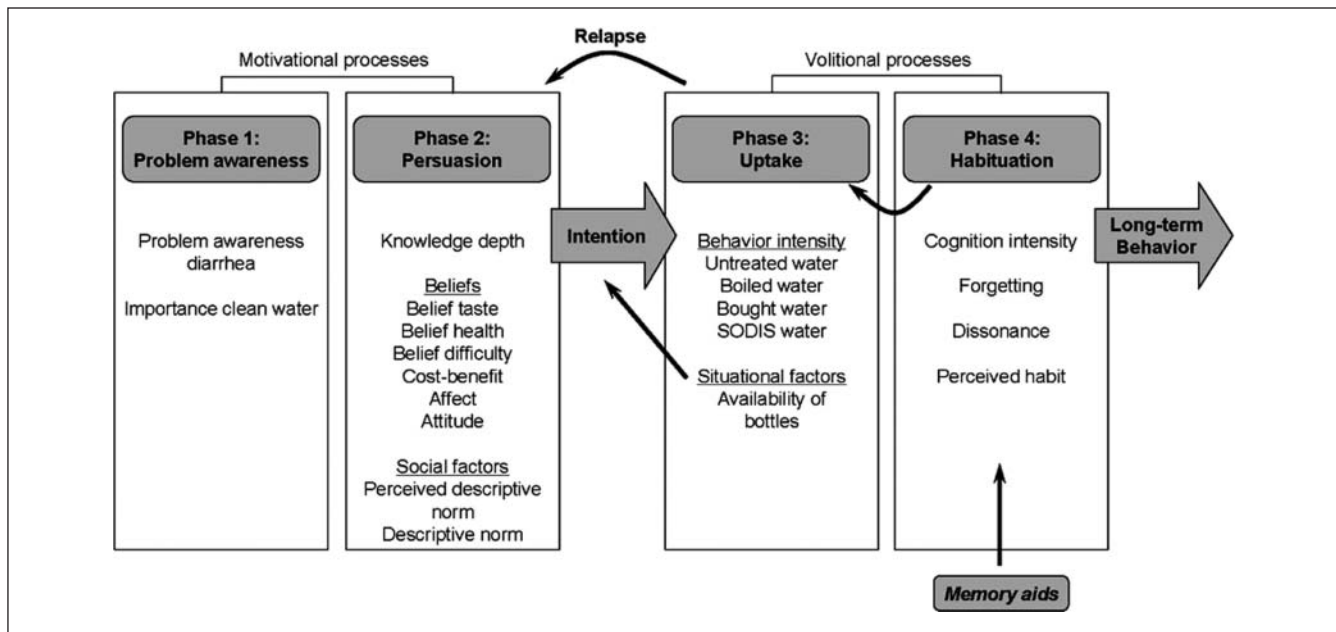 Relapse
Motivational processes
Volitional processes
Phase 1:
Problem awareness
Problem awareness
diarrhea
Importance clean water
Phase 2:
Persuasion
Knowledge depth
Beliefs
Belief taste
Belief health
Belief difficulty
Cost-benefit
Affect
Attitude
Social factors
Perceived descriptive
norm
Descriptive norm
Intention
Phase 3:
Uptake
Behavior intensity
Untreated water
Boiled water
Bought water
SODIS water
Situational factors
Availability of
bottles
Phase 4:
Habituation
Cognition intensity
Forgetting
Dissonance
Perceived habit
Long-term
Behavior
Memory aids